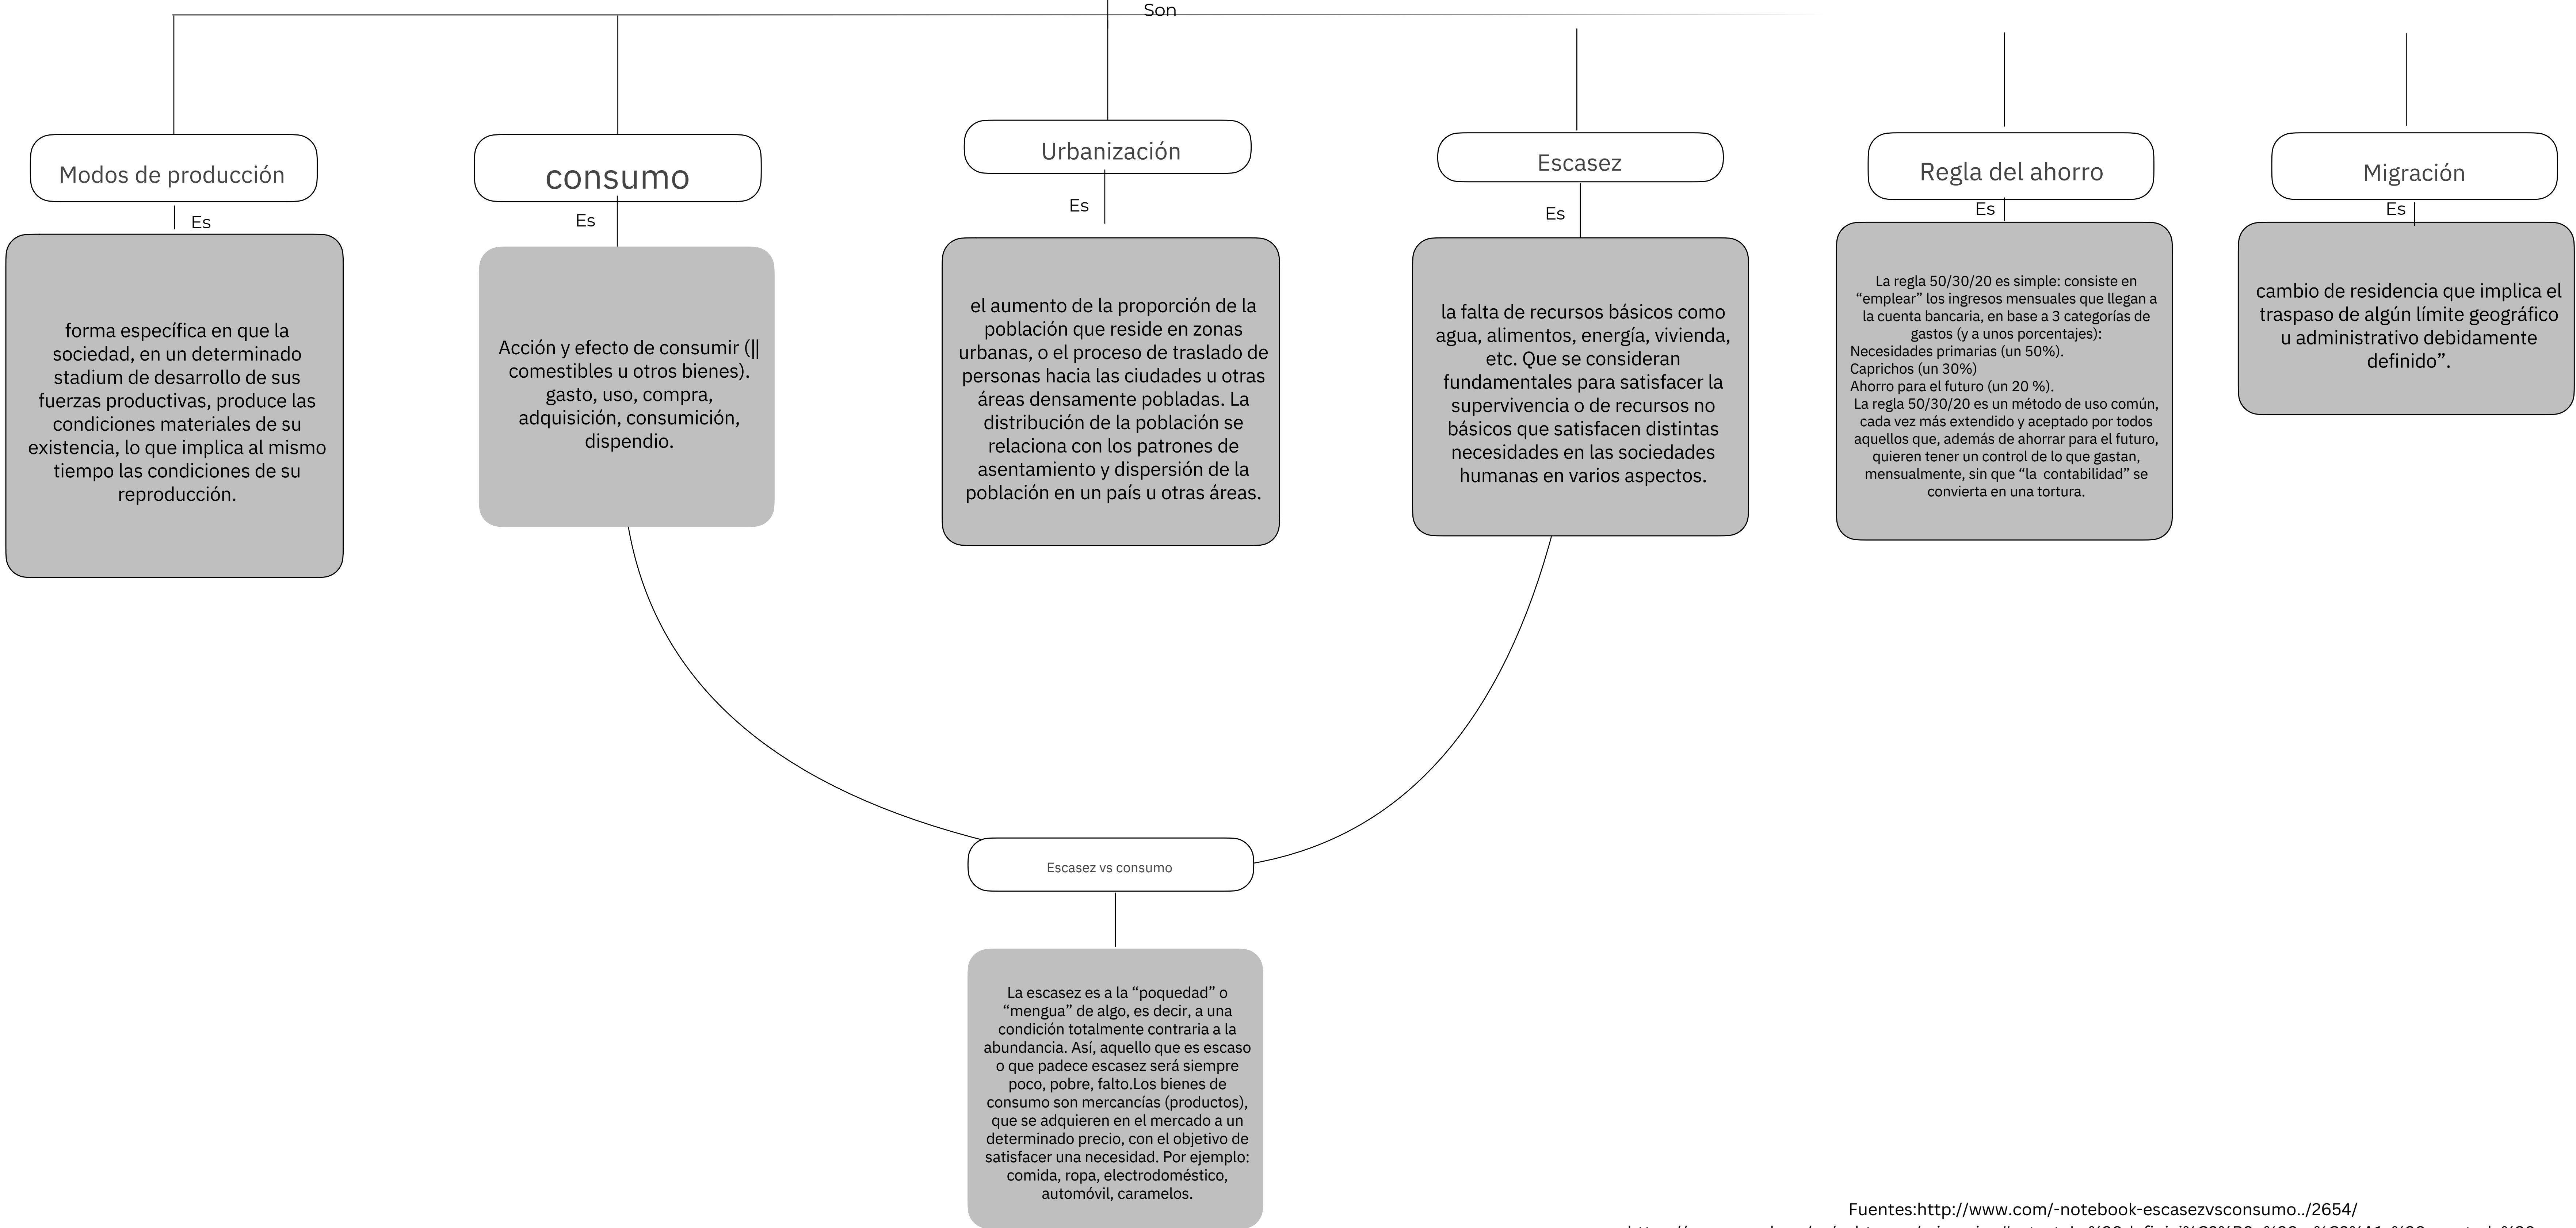 Son
Modos de producción
Es
forma específica en que la
sociedad, en un determinado
stadium de desarrollo de sus
fuerzas productivas, produce las
condiciones materiales de su
existencia, lo que implica al mismo
tiempo las condiciones de su
reproducción.
consumo
Es
Acción y efecto de consumir (||
comestibles u otros bienes).
gasto, uso, compra,
adquisición, consumición,
dispendio.
Urbanización
Es
el aumento de la proporción de la
población que reside en zonas
urbanas, o el proceso de traslado de
personas hacia las ciudades u otras
áreas densamente pobladas. La
distribución de la población se
relaciona con los patrones de
asentamiento y dispersión de la
población en un país u otras áreas.
Escasez
Es
la falta de recursos básicos como
agua, alimentos, energía, vivienda,
etc. Que se consideran
fundamentales para satisfacer la
supervivencia o de recursos no
básicos que satisfacen distintas
necesidades en las sociedades
humanas en varios aspectos.
Regla del ahorro
Es
La regla 50/30/20 es simple: consiste en
“emplear” los ingresos mensuales que llegan a
la cuenta bancaria, en base a 3 categorías de
gastos (y a unos porcentajes):
Necesidades primarias (un 50%).
Caprichos (un 30%)
Ahorro para el futuro (un 20 %).
La regla 50/30/20 es un método de uso común,
cada vez más extendido y aceptado por todos
aquellos que, además de ahorrar para el futuro,
quieren tener un control de lo que gastan,
mensualmente, sin que “la contabilidad” se
convierta en una tortura.
Migración
Es
cambio de residencia que implica el
traspaso de algún límite geográfico
u administrativo debidamente
definido”.
Escasez vs consumo
La escasez es a la “poquedad” o
“mengua” de algo, es decir, a una
condición totalmente contraria a la
abundancia. Así, aquello que es escaso
o que padece escasez será siempre
poco, pobre, falto.Los bienes de
consumo son mercancías (productos),
que se adquieren en el mercado a un
determinado precio, con el objetivo de
satisfacer una necesidad. Por ejemplo:
comida, ropa, electrodoméstico,
automóvil, caramelos.
Fuentes:http://www.com/-notebook-escasezvsconsumo../2654/